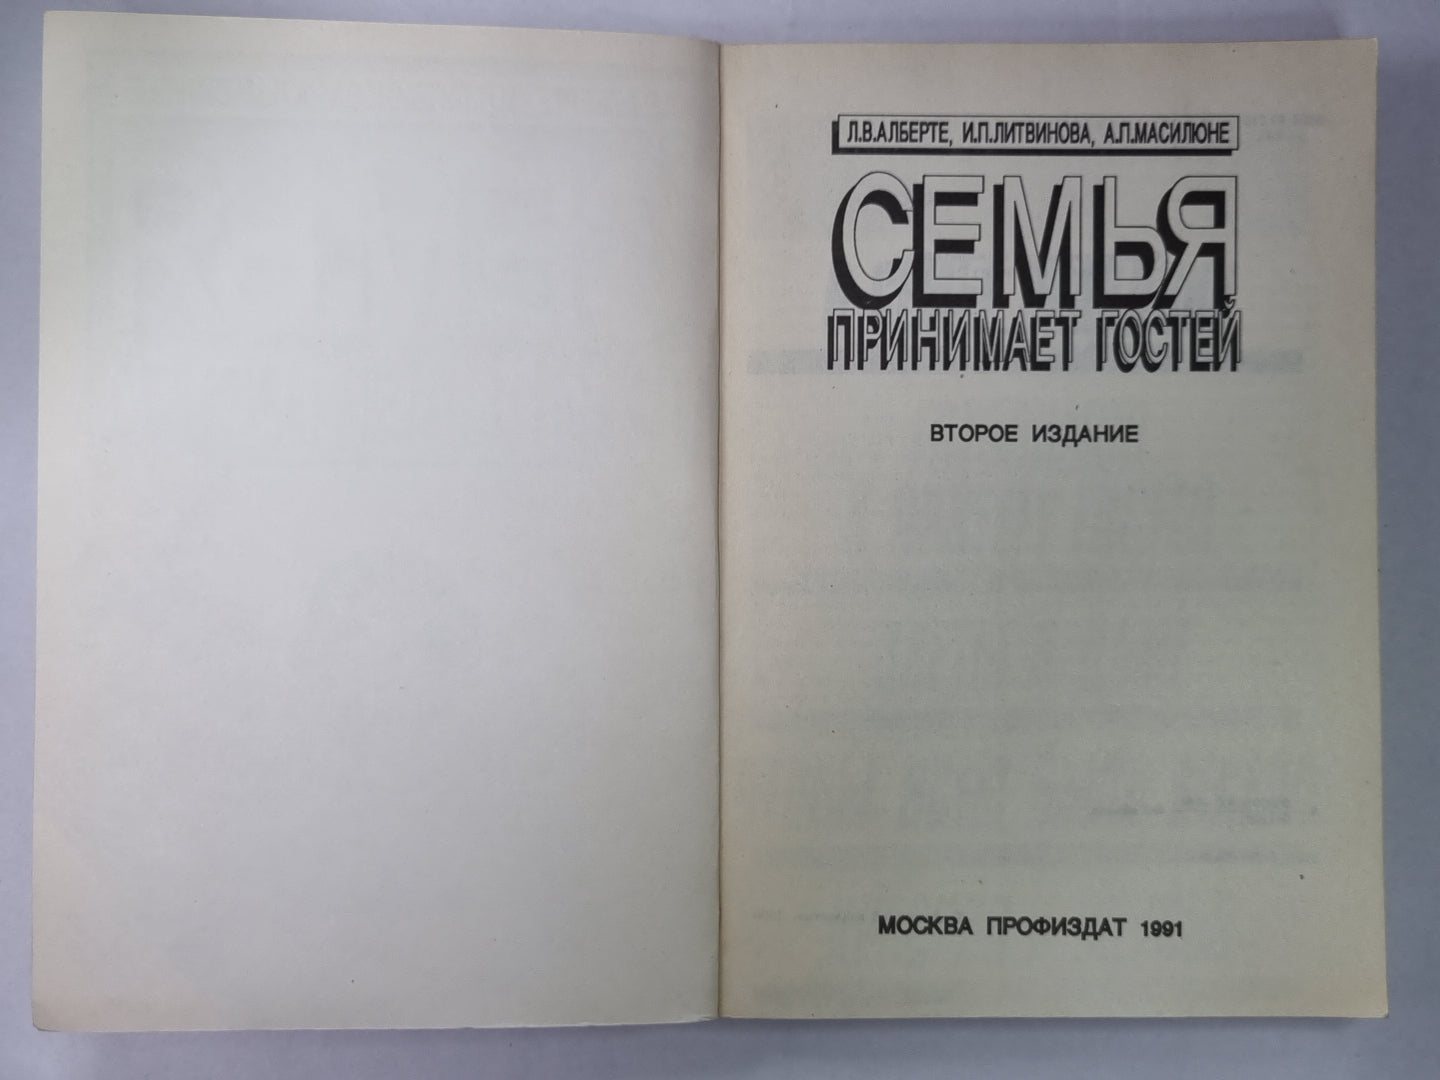 Л.В.АЛБЕРТЕ, И.П.ЛИТВИНОВА, А.П.МАСИЛЮНЕ
СЕМЬЯ
ПРИНИМАЕТ ГОСТЕЙ
ВТОРОЕ ИЗДАНИЕ
МОСКВА ПРОФИЗДАТ 1991